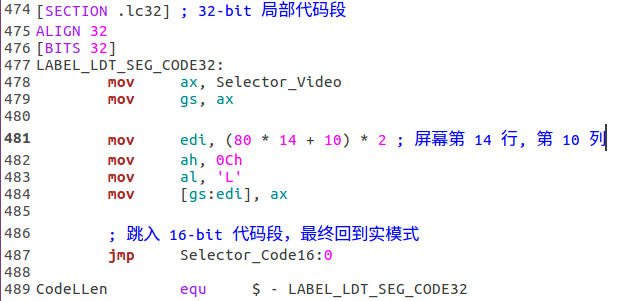 474 [SECTION .lc32] ; 32-bit 局部代码段
475 ALIGN 32
476 [BITS 32]
477 LABEL_LDT_SEG_CODE32:
478 mov ax, Selector_Video
479 mov gs, ax
480
481 mov edi, (80 * 14 + 10) * 2 ; 屏幕第 14 行, 第 10 列
482 mov ah, 0Ch
483 mov al, 'L'
484 mov [gs:edi], ax
485
486 ; 跳入 16-bit 代码段，最终回到实模式
487 jmp Selector_Code16:0
488
489 CodeLLen equ $ - LABEL_LDT_SEG_CODE32